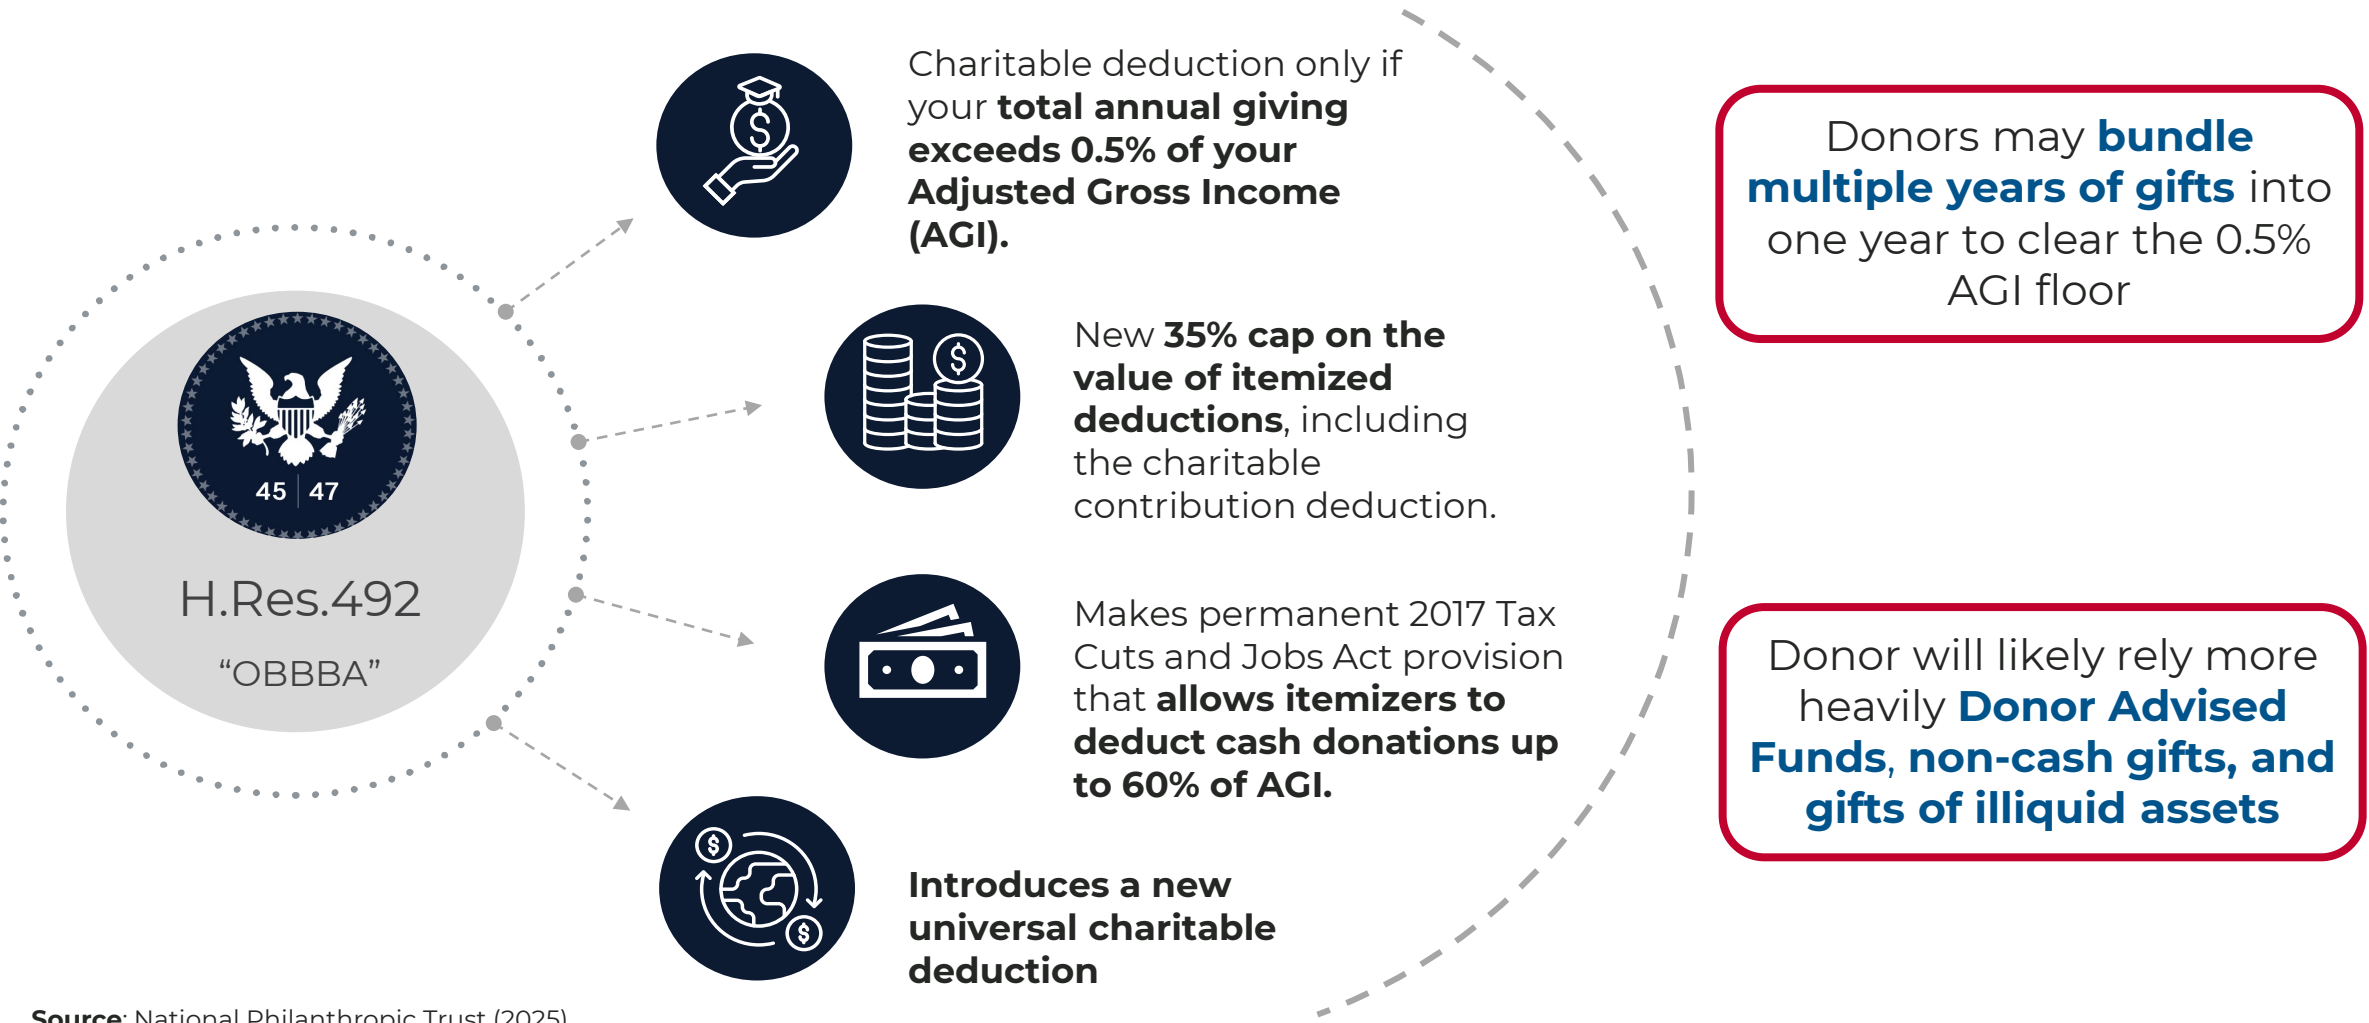 Charitable deduction only if
your total annual giving
exceeds 0.5% of your
Adjusted Gross Income
(AGI).
New 35% cap on the
value of itemized
deductions, including
the charitable
contribution deduction.
45 47
H.Res.492
“OBBBA”
Makes permanent 2017 Tax
Cuts and Jobs Act provision
that allows itemizers to
deduct cash donations up
to 60% of AGI.
Introduces a new
universal charitable
deduction
Donors may bundle
multiple years of gifts into
one year to clear the 0.5%
AGI floor
Donor will likely rely more
heavily Donor Advised
Funds, non-cash gifts, and
gifts of illiquid assets
Source: National Philanthropic Trust (2025)